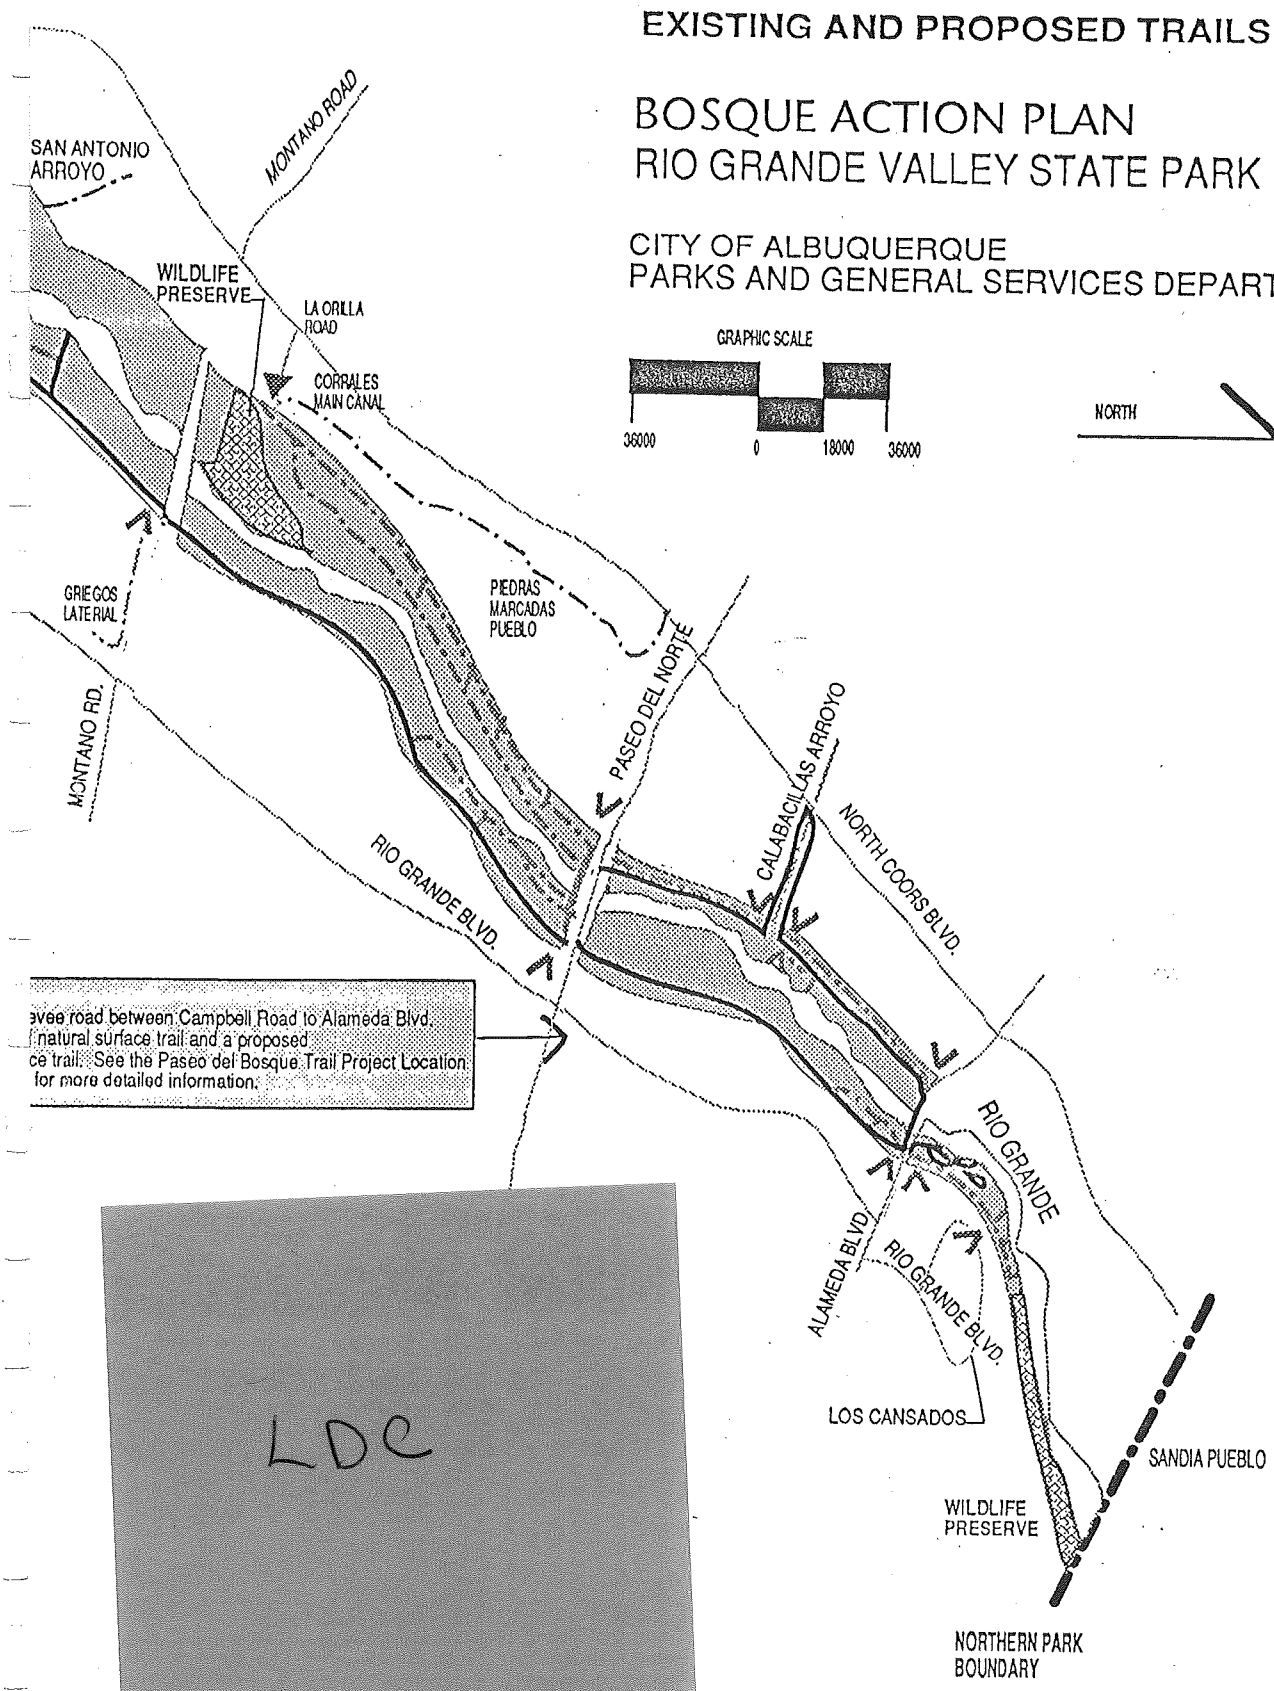 EXISTING AND PROPOSED TRAILS
BOSQUE ACTION PLAN
RIO GRANDE VALLEY STATE PARK
CITY OF ALBUQUERQUE
PARKS AND GENERAL SERVICES DEPART
GRAPHIC SCALE
36000 0 18000 36000
NORTH
MONTANO ROAD
SAN ANTONIO
ARROYO
WILDLIFE
PRESERVE
LA ORILLA
ROAD
CORRALES
MAIN CANAL
GRIEGOS
LATERIAL
MONTANO RD.
PIEDRAS
MARCADAS
PUEBLO
PASEO DEL NORTE
CALABACILLAS ARROYO
NORTH COORS BLVD.
RIO GRANDE BLVD.
evee road between Campbell Road to Alameda Blvd.
natural surface trail and a proposed
ce trail. See the Paseo del Bosque Trail Project Location
for more detailed information.
RIO GRANDE
ALAMEDA BLVD.
RIO GRANDE BLVD.
LOS CANSADOS
SANDIA PUEBLO
WILDLIFE
PRESERVE
NORTHERN PARK
BOUNDARY
LDC